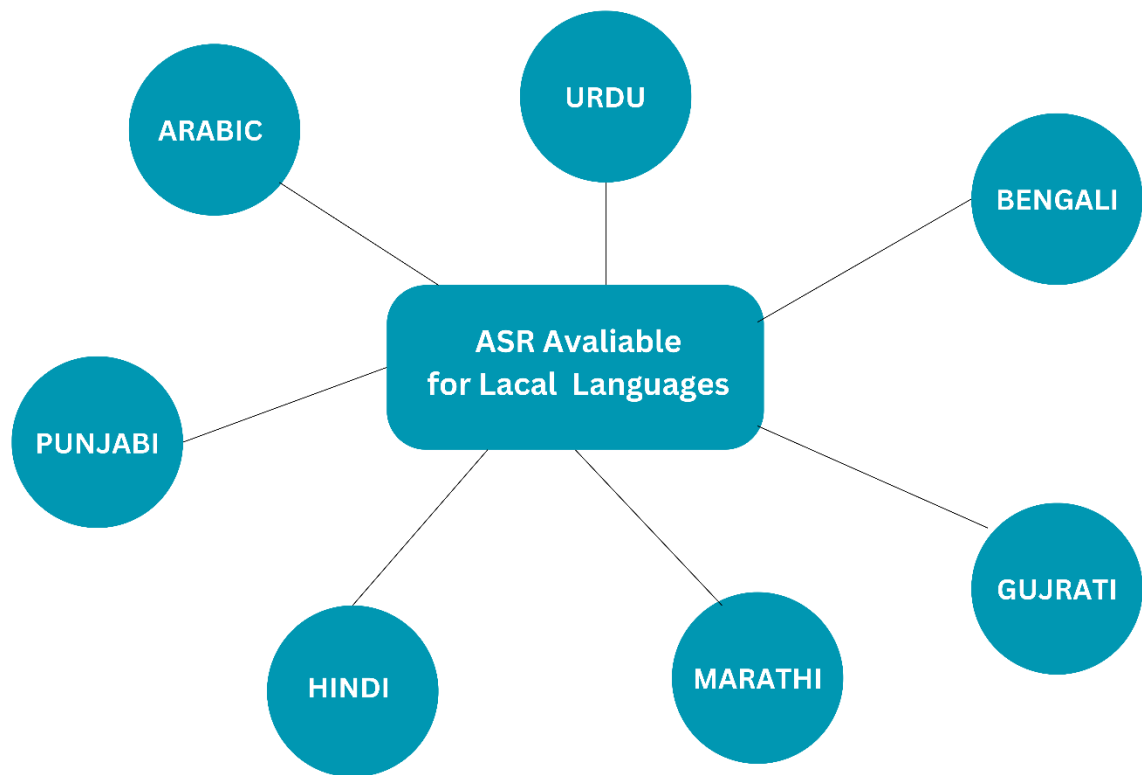 URDU
ARABIC
BENGALI
ASR Avaliable
for Lacal Languages
PUNJABI
GUJRATI
HINDI
MARATHI